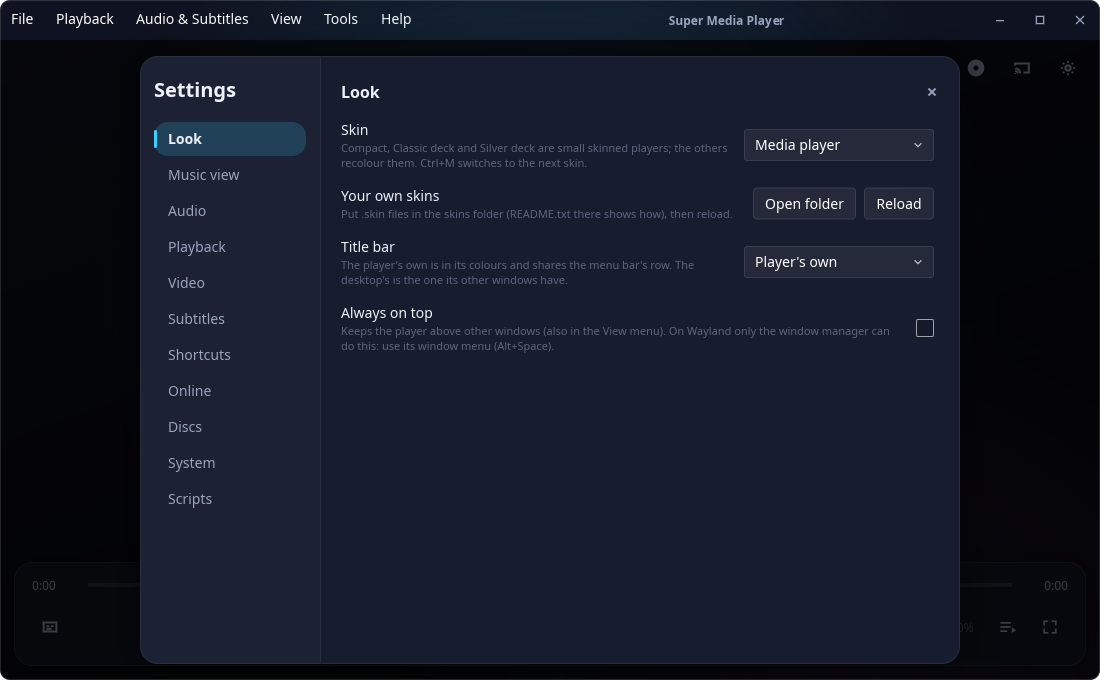 File Playback Audio & Subtitles View Tools Help Super Media Player
Settings
Look
Music view
Audio
Playback
Video
Subtitles
Shortcuts
Online
Discs
System
Scripts
Look
Skin
Compact, Classic deck and Silver deck are small skinned players; the others
recolour them. Ctrl+M switches to the next skin.
Media player
Your own skins
Put .skin files in the skins folder (README.txt there shows how), then reload.
Open folder
Reload
Title bar
The player's own is in its colours and shares the menu bar's row. The
desktop's is the one its other windows have.
Player's own
Always on top
Keeps the player above other windows (also in the View menu). On Wayland only the window manager can
do this: use its window menu (Alt+Space).
0:00
0:00